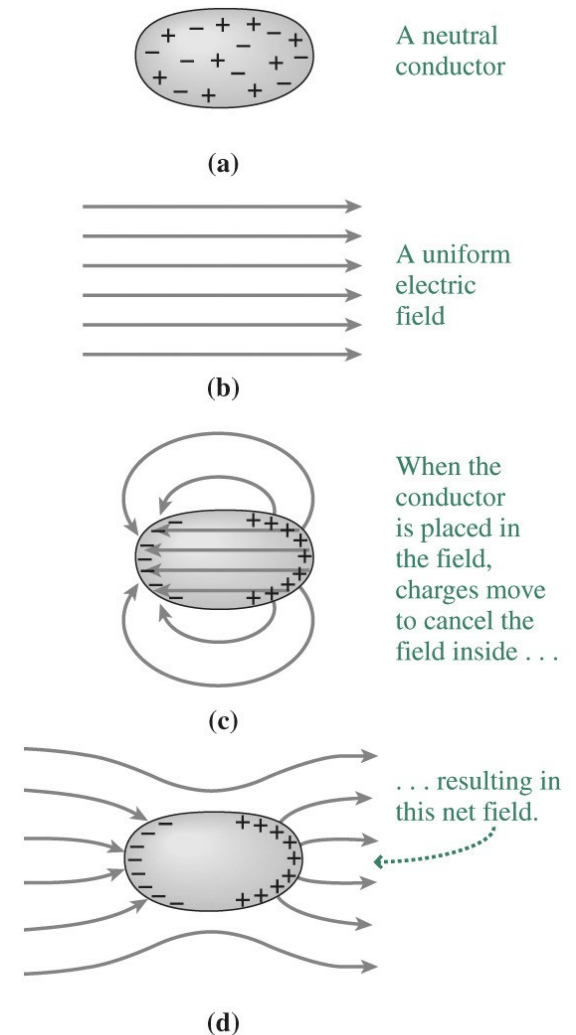 A neutral
conductor
(a)
A uniform
electric
field
(b)
When the
conductor
is placed in
the field,
charges move
to cancel the
field inside . . .
(c)
. . . resulting in
this net field.
(d)